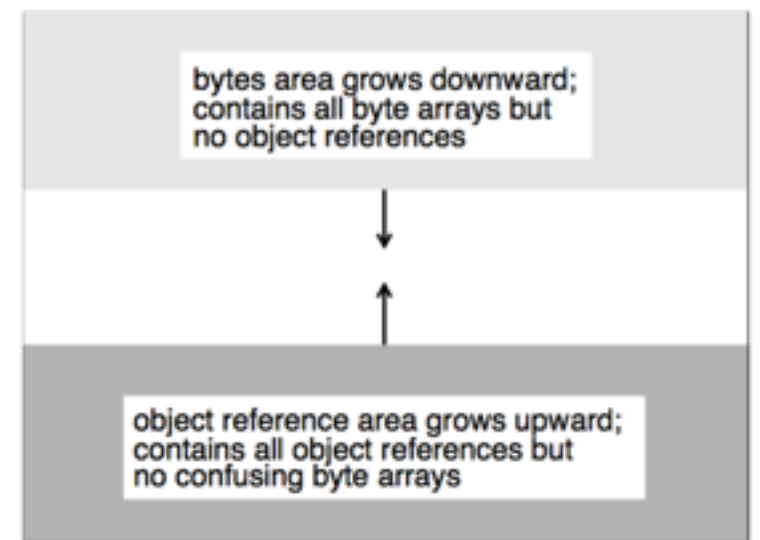 bytes area grows downward;
contains all byte arrays but
no object references
object reference area grows upward;
contains all object references but
no confusing byte arrays